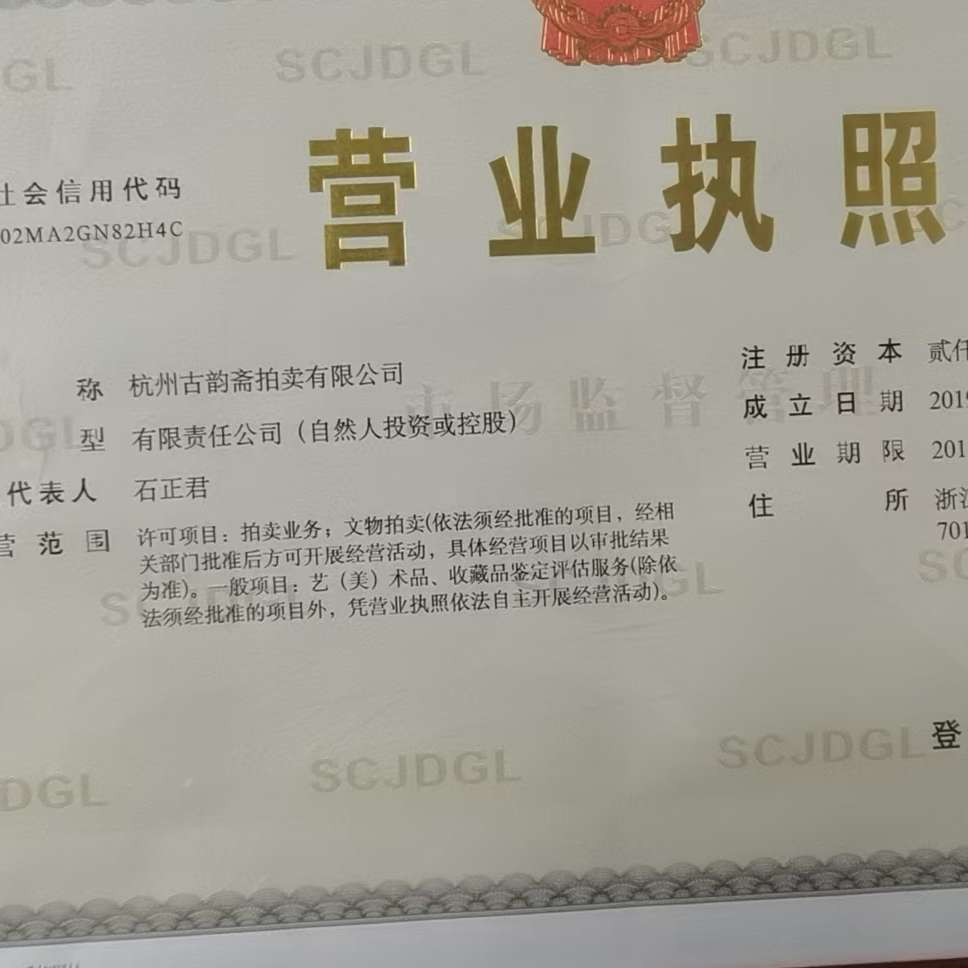 SCJDGL
SCJDGL
GL
营业执照
社会信用代码
02MA2GN82H4C
SCJDGL
SCJDG
称 杭州古韵斋拍卖有限公司
型 有限责任公司（自然人投资或控股）
代表人 石正君
营范围 许可项目：拍卖业务；文物拍卖(依法须经批准的项目，经相
关部门批准后方可开展经营活动，具体经营项目以审批结果
为准)。一般项目：艺（美）术品、收藏品鉴定评估服务(除依
法须经批准的项目外，凭营业执照依法自主开展经营活动)。
注册资本 贰仟
成立日期 2019
营业期限 201
住所 浙江
701
市场监督管理
DGL
SC
GL
登
SCJDGL
SCJDGL
DGL